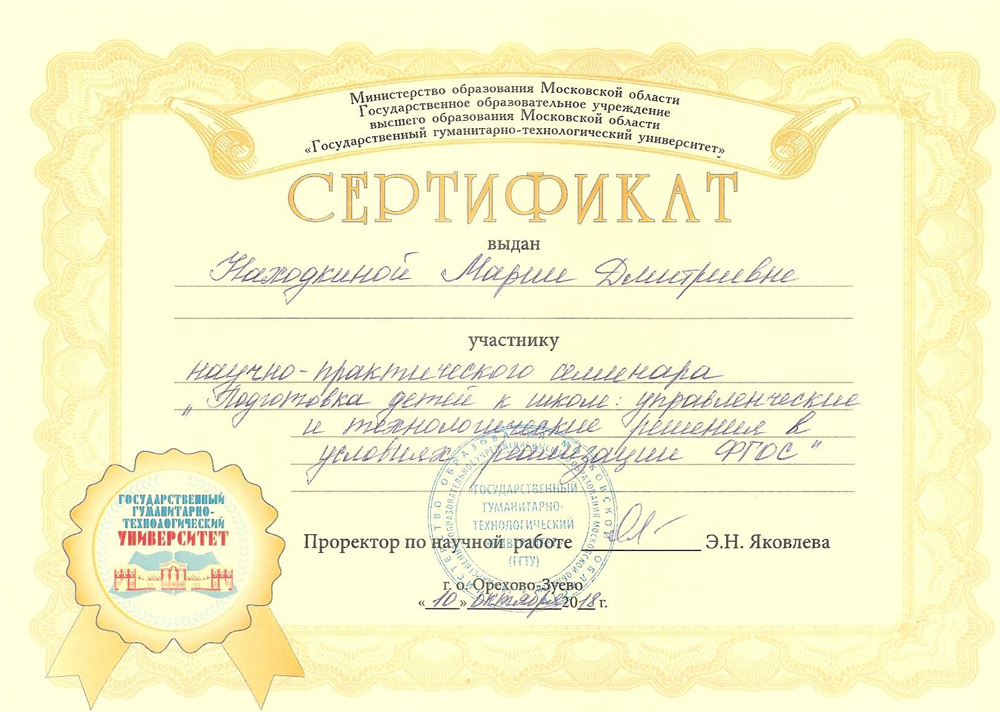 Министерство образования Московской области
Государственное образовательное учреждение
высшего образования Московской области
«Государственный гуманитарно-технологический университет»
СЕРТИФИКАТ
выдан
Находкиной Марии Дмитриевне
участнику
научно-практического семинара
„Подготовка детей к школе: управленческие
и технологические решения в
условиях реализации ФГОС"
ГОСУДАРСТВЕННЫЙ
ГУМАНИТАРНО-
ТЕХНОЛОГИЧЕСКИЙ
УНИВЕРСИТЕТ
«ГОСУДАРСТВЕННЫЙ
ГУМАНИТАРНО-
ТЕХНОЛОГИЧЕСКИЙ
УНИВЕРСИТЕТ»
(ГГТУ)
Проректор по научной работе Э.Н. Яковлева
г. о. Орехово-Зуево
«10» октября 2018 г.